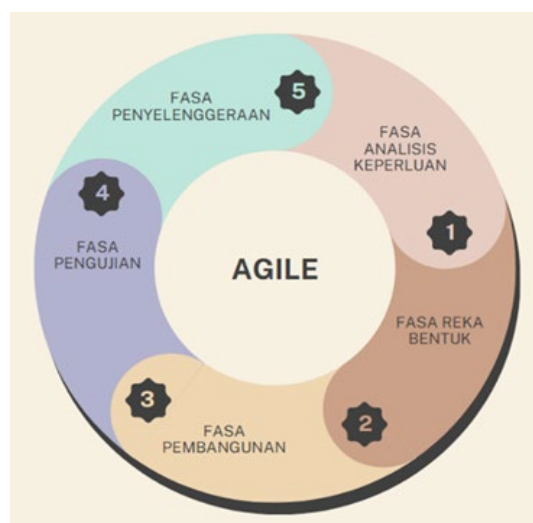 5
FASA
PENYELENGGERAAN
FASA
ANALISIS
KEPERLUAN
4
1
FASA
PENGUJIAN
AGILE
FASA REKA
BENTUK
3
2
FASA
PEMBANGUNAN